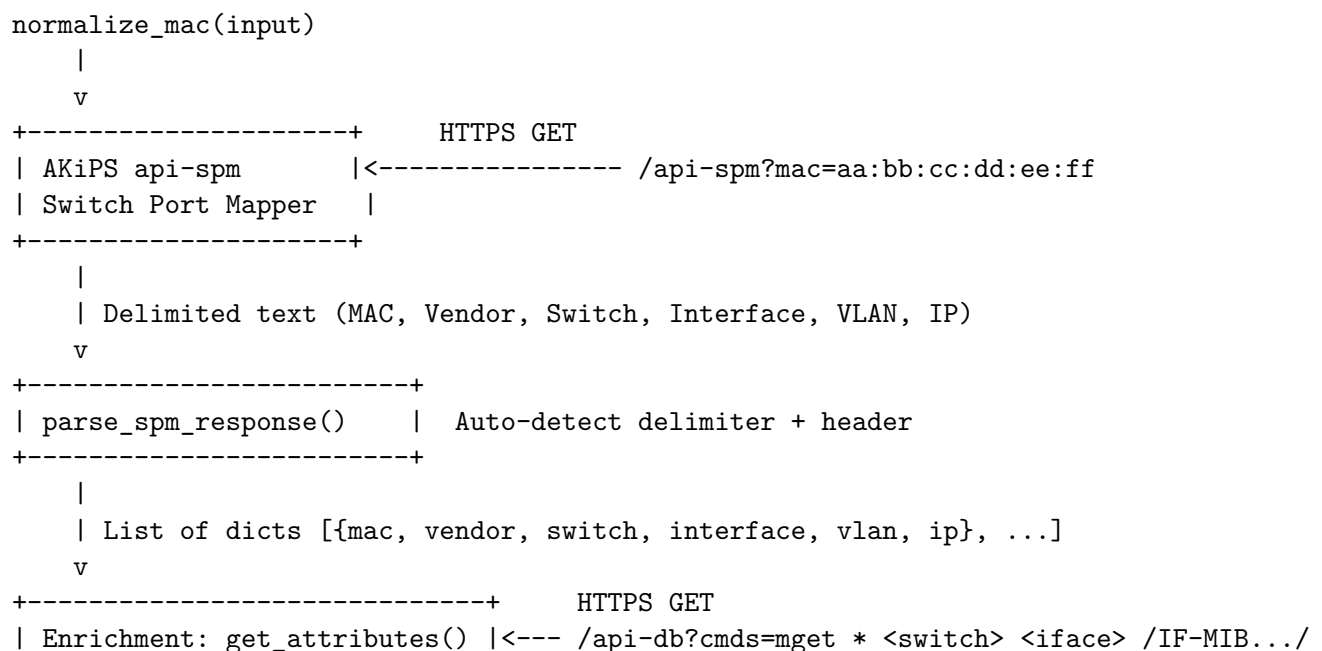 normalize_mac(input)
    |
    v
+---------------------+     HTTPS GET
| AKiPS api-spm       |<---------------- /api-spm?mac=aa:bb:cc:dd:ee:ff
| Switch Port Mapper   |
+---------------------+
    |
    | Delimited text (MAC, Vendor, Switch, Interface, VLAN, IP)
    v
+-------------------------+
| parse_spm_response()    |  Auto-detect delimiter + header
+-------------------------+
    |
    | List of dicts [{mac, vendor, switch, interface, vlan, ip}, ...]
    v
+------------------------------+     HTTPS GET
| Enrichment: get_attributes() |<--- /api-db?cmds=mget * <switch> <iface> /IF-MIB.../